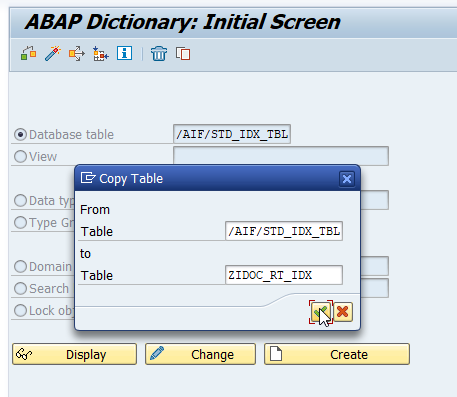 ABAP Dictionary: Initial Screen
Database table /AIF/STD_IDX_TBL
View
Data typ
Type Gr
Domain
Search
Lock obj
Copy Table
From
Table /AIF/STD_IDX_TBL
to
Table ZIDOC_RT_IDX
Display Change Create